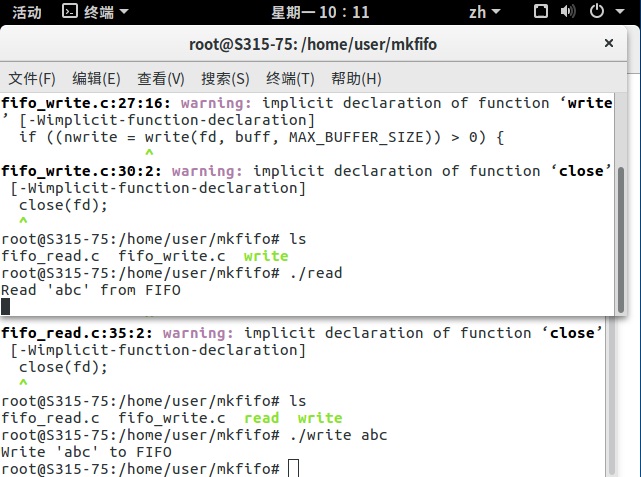 活动 终端 星期一 10：11 zh
root@S315-75: /home/user/mkfifo ×
文件(F) 编辑(E) 查看(V) 搜索(S) 终端(T) 帮助(H)
fifo_write.c:27:16: warning: implicit declaration of function ‘write
’ [-Wimplicit-function-declaration]
if ((nwrite = write(fd, buff, MAX_BUFFER_SIZE)) > 0) {
^
fifo_write.c:30:2: warning: implicit declaration of function ‘close’
[-Wimplicit-function-declaration]
close(fd);
^
root@S315-75:/home/user/mkfifo# ls
fifo_read.c fifo_write.c write
root@S315-75:/home/user/mkfifo# ./read
Read 'abc' from FIFO
fifo_read.c:35:2: warning: implicit declaration of function ‘close’
[-Wimplicit-function-declaration]
close(fd);
^
root@S315-75:/home/user/mkfifo# ls
fifo_read.c fifo_write.c read write
root@S315-75:/home/user/mkfifo# ./write abc
Write 'abc' to FIFO
root@S315-75:/home/user/mkfifo#